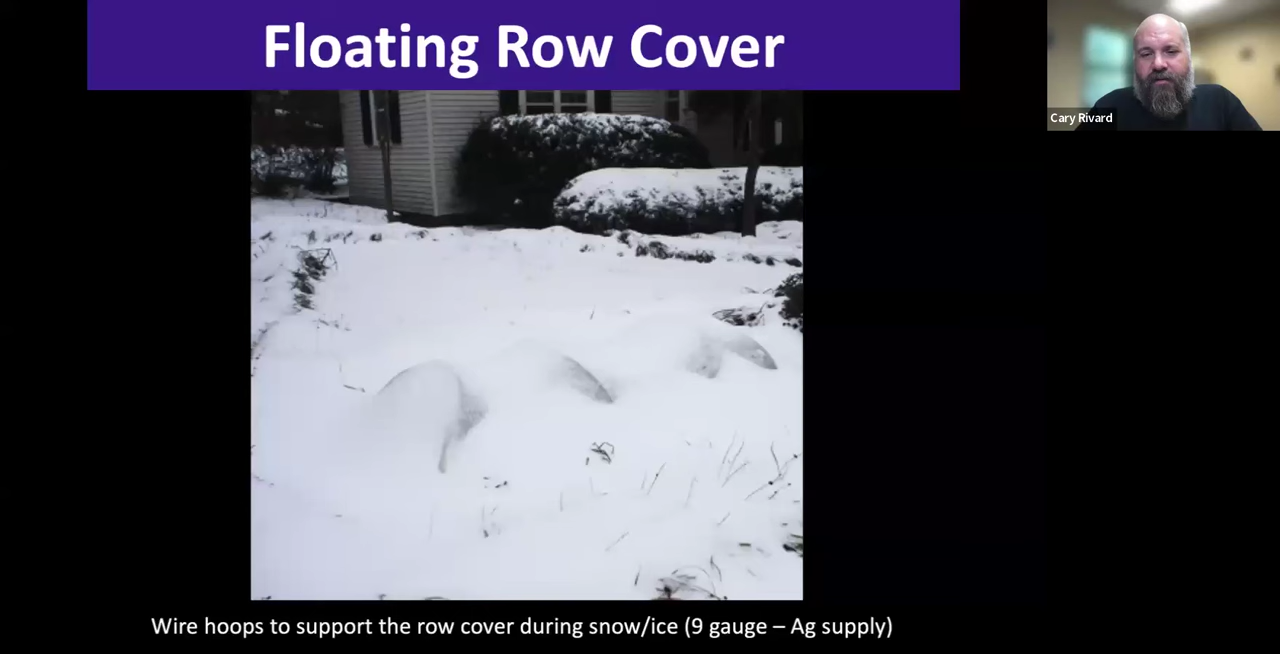 Floating Row Cover
Cary Rivard
Wire hoops to support the row cover during snow/ice (9 gauge – Ag supply)